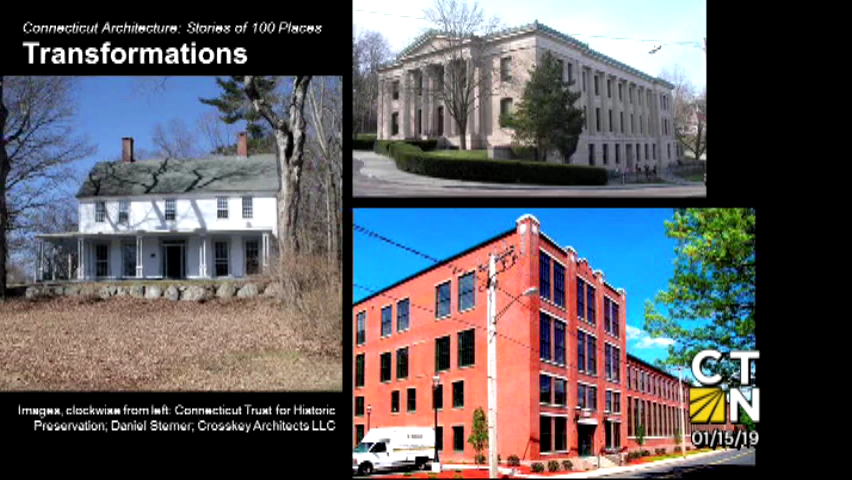 Connecticut Architecture: Stories of 100 Places
Transformations
Images, clockwise from left: Connecticut Trust for Historic
Preservation; Daniel Sterner; Crosskey Architects LLC
CT
N
01/15/19